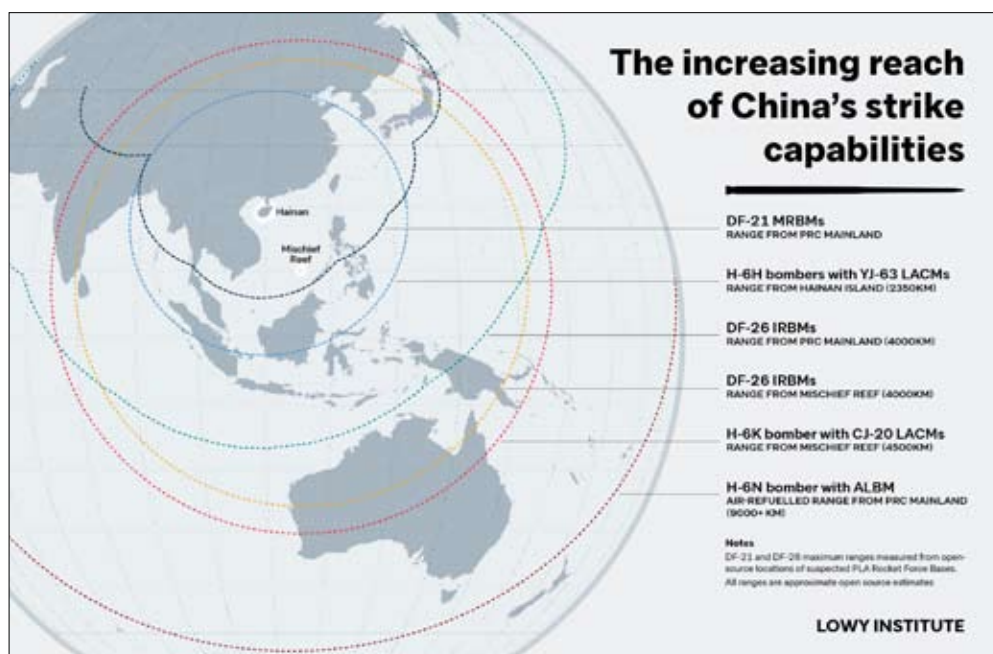 The increasing reach
of China's strike
capabilities
Hainan
Mischief
Reef
DF-21 MRBMs
RANGE FROM PRC MAINLAND
H-6H bombers with YJ-63 LACMs
RANGE FROM HAINAN ISLAND (2350KM)
DF-26 IRBMs
RANGE FROM PRC MAINLAND (4000KM)
DF-26 IRBMs
RANGE FROM MISCHIEF REEF (4000KM)
H-6K bomber with CJ-20 LACMs
RANGE FROM MISCHIEF REEF (4500KM)
H-6N bomber with ALBM
AIR-REFUELLED RANGE FROM PRC MAINLAND
(9000+ KM)
Notes
DF-21 and DF-26 maximum ranges measured from open-
source locations of suspected PLA Rocket Force Bases.
All ranges are approximate open source estimates
LOWY INSTITUTE